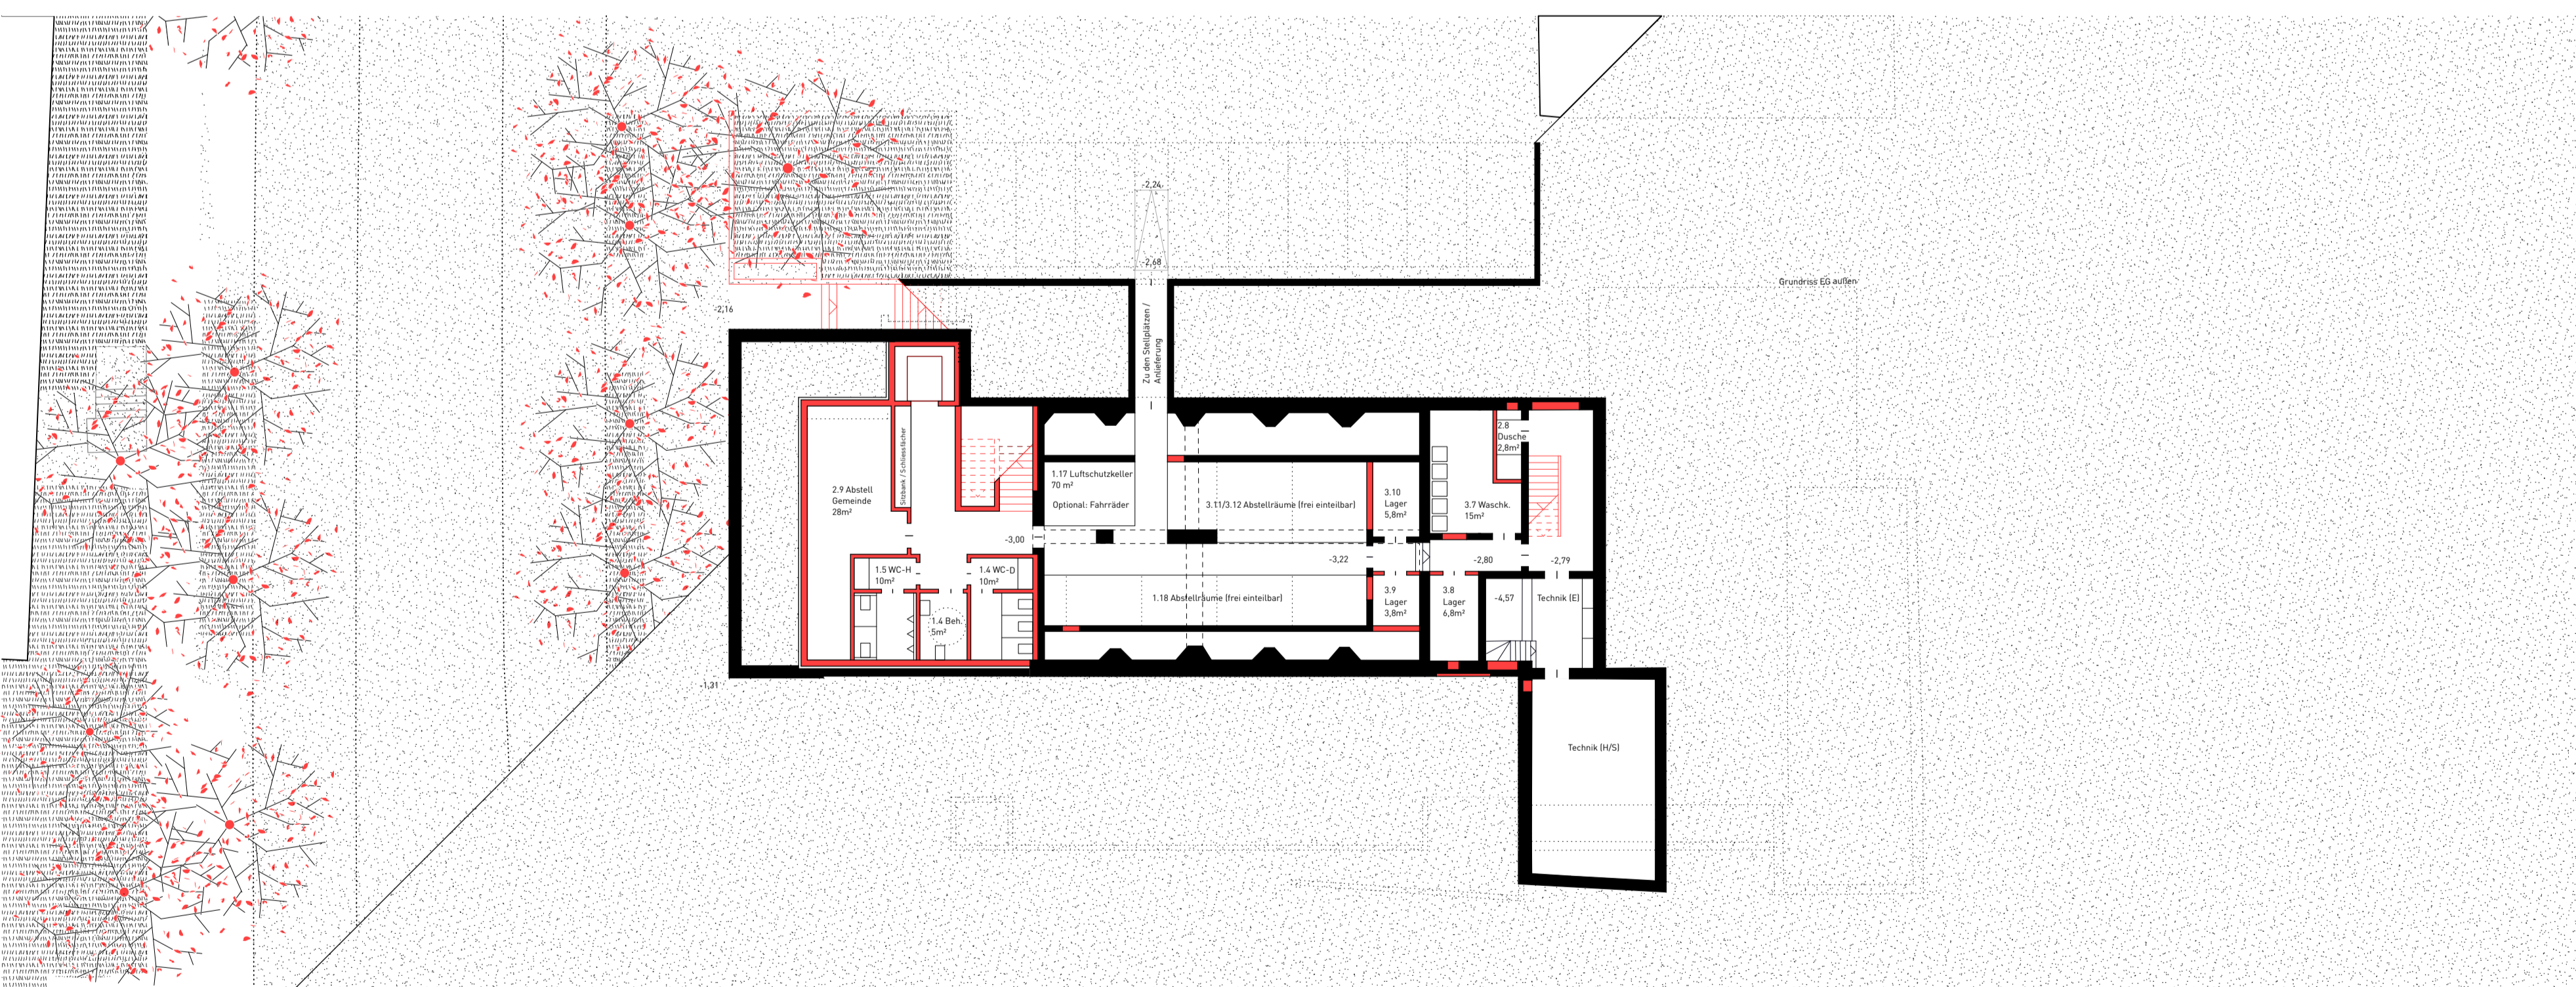 -2,24
-2,68
Grundriss EG außen
-2,16
Zu den Stellplätzen /
Anlieferung
2.8
Dusche
2,8m²
Sitzbank / Schliessfächer
1.17 Luftschutzkeller
70 m²
Optional: Fahrräder
2.9 Abstell
Gemeinde
28m²
3.11/3.12 Abstellräume (frei einteilbar)
3.10
Lager
5,8m²
3.7 Waschk.
15m²
-3,00
-3,22
-2,80
-2,79
1.5 WC-H
10m²
1.4 WC-D
10m²
1.18 Abstellräume (frei einteilbar)
3.9
Lager
3,8m²
3.8
Lager
6,8m²
-4,57
Technik (E)
1.4 Beh.
5m²
-1,31
Technik (H/S)